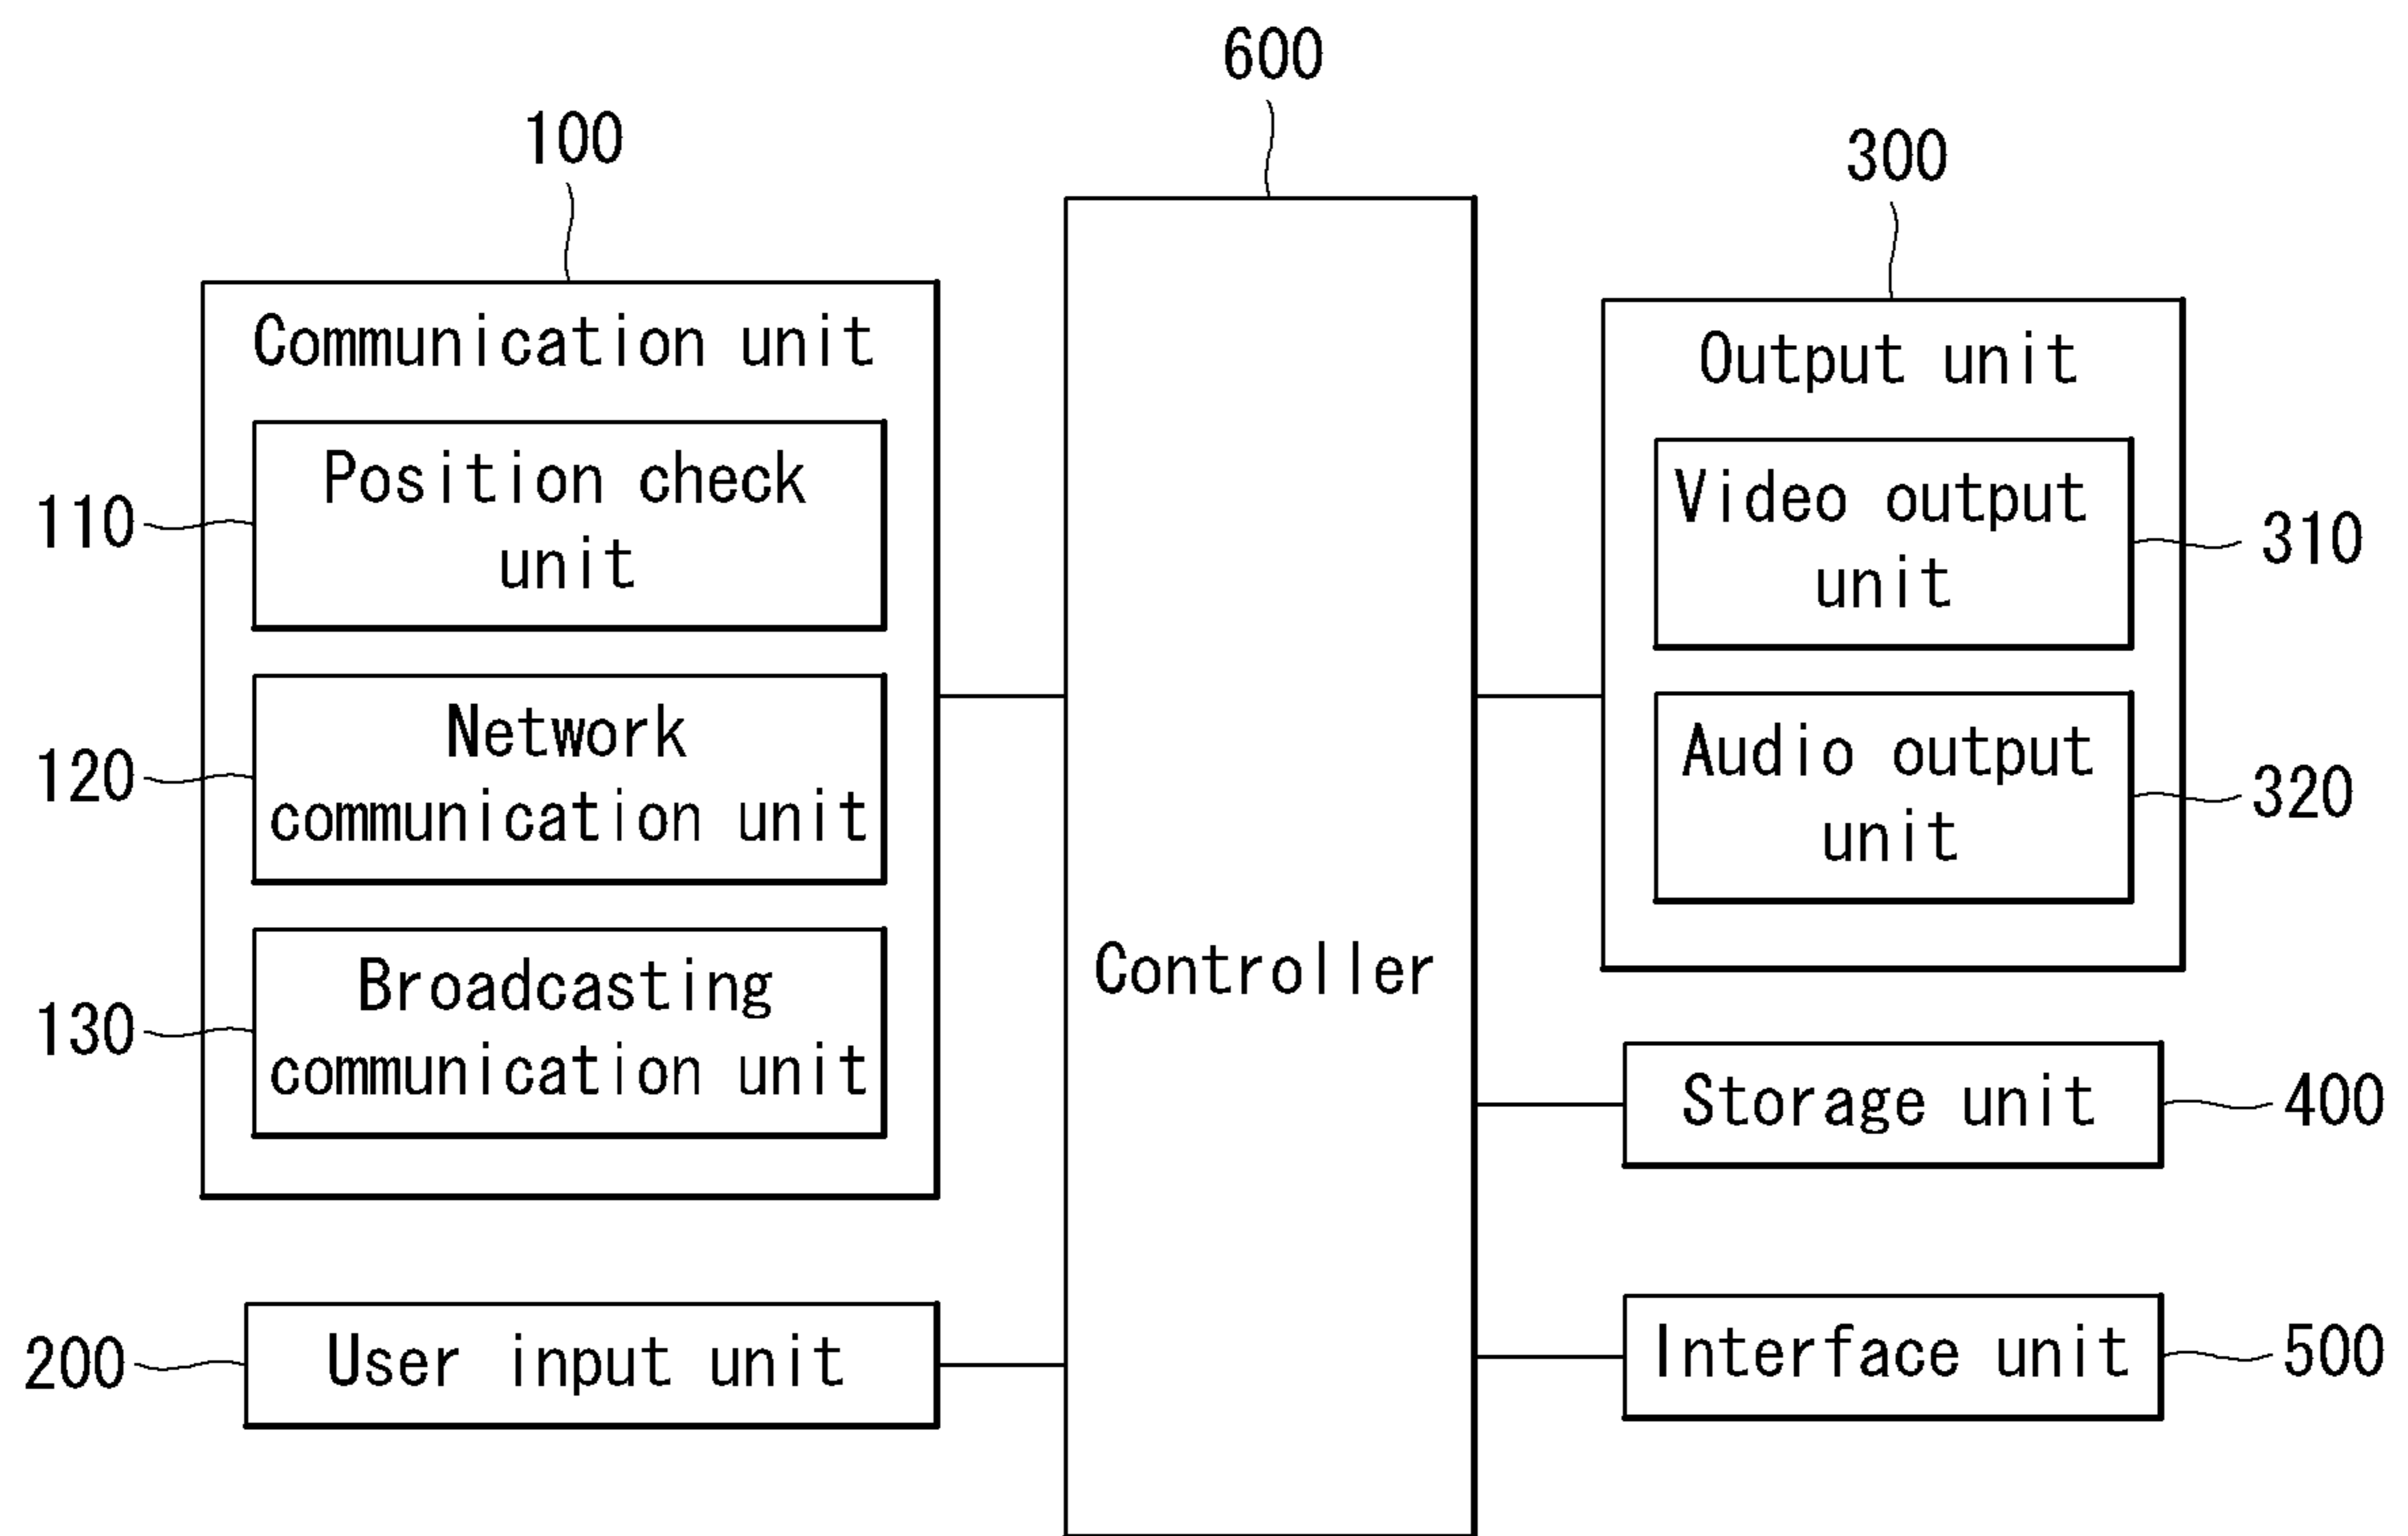 600
100
300
Communication unit
Position check
unit
110
Network
communication unit
120
Broadcasting
communication unit
130
User input unit
200
Controller
Output unit
Video output
unit
310
Audio output
unit
320
Storage unit
400
Interface unit
500